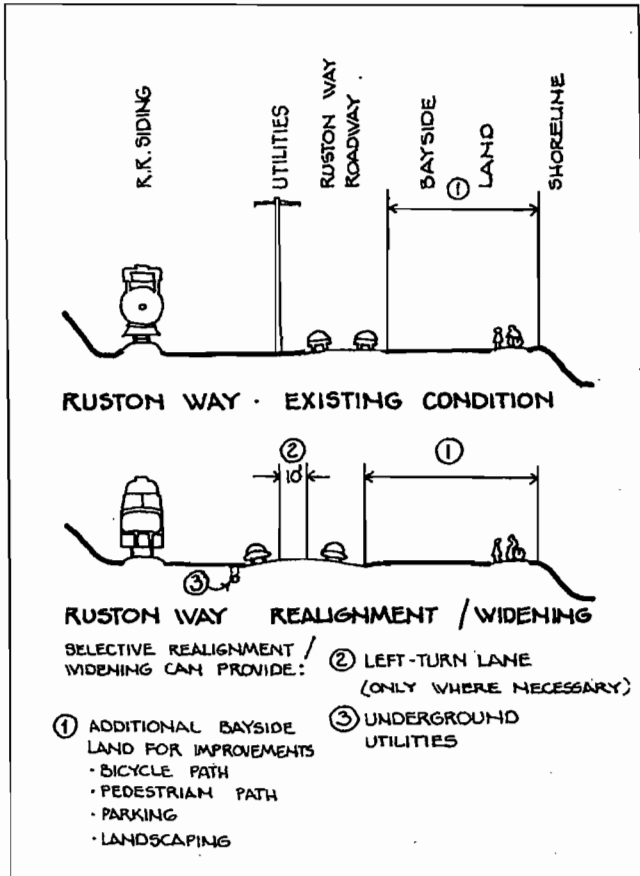 R.R. SIDING
UTILITIES
RUSTON WAY
ROADWAY
BAYSIDE
LAND
①
SHORELINE
RUSTON WAY · EXISTING CONDITION
②
10'
①
③
RUSTON WAY REALIGNMENT / WIDENING
SELECTIVE REALIGNMENT /
WIDENING CAN PROVIDE:
① ADDITIONAL BAYSIDE
LAND FOR IMPROVEMENTS
· BICYCLE PATH
· PEDESTRIAN PATH
· PARKING
· LANDSCAPING
② LEFT-TURN LANE
(ONLY WHERE NECESSARY)
③ UNDERGROUND
UTILITIES